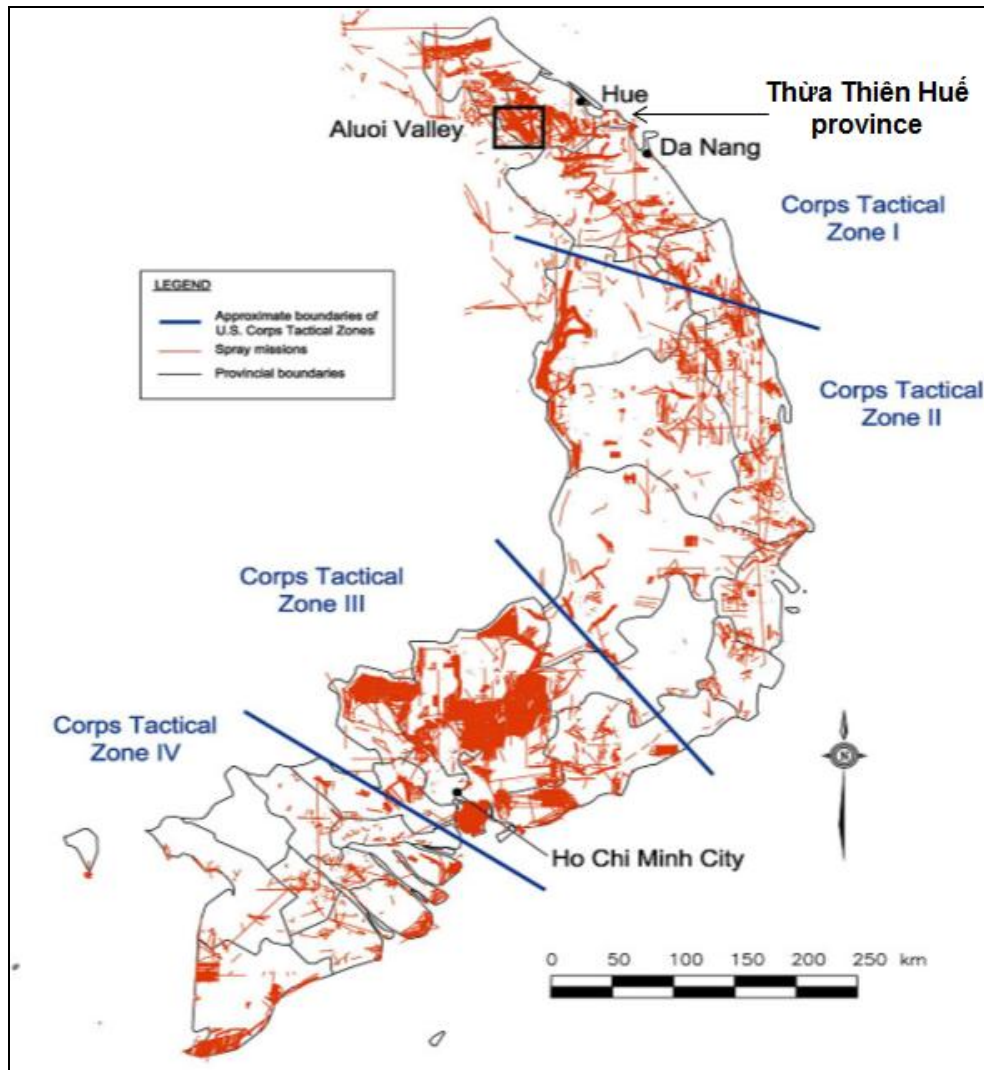 Hue
Thừa Thiên Huế
province
Aluoi Valley
Da Nang
Corps Tactical
Zone I
LEGEND
Approximate boundaries of
U.S. Corps Tactical Zones
Spray missions
Provincial boundaries
Corps Tactical
Zone II
Corps Tactical
Zone III
Corps Tactical
Zone IV
N
Ho Chi Minh City
0 50 100 150 200 250 km